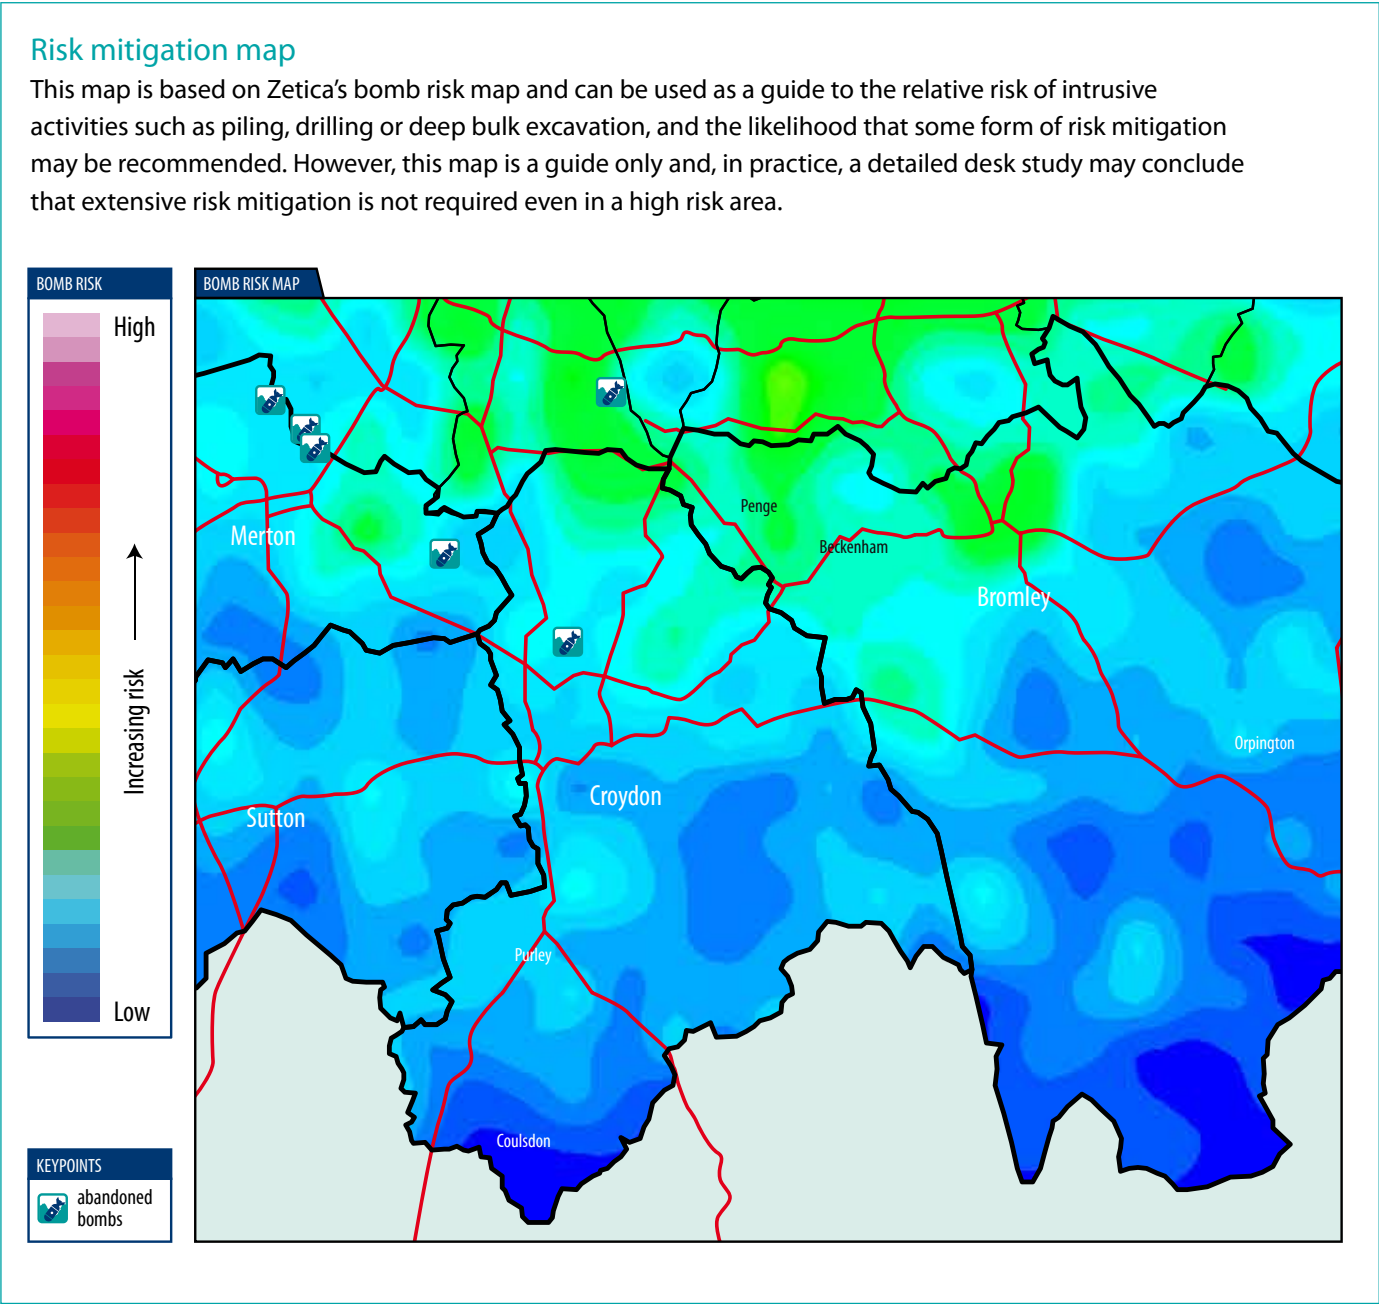 Risk mitigation map
This map is based on Zetica’s bomb risk map and can be used as a guide to the relative risk of intrusive
activities such as piling, drilling or deep bulk excavation, and the likelihood that some form of risk mitigation
may be recommended. However, this map is a guide only and, in practice, a detailed desk study may conclude
that extensive risk mitigation is not required even in a high risk area.
BOMB RISK
High
Increasing risk
Low
KEYPOINTS
abandoned
bombs
BOMB RISK MAP
Penge
Merton
Beckenham
Bromley
Orpington
Croydon
Sutton
Purley
Coulsdon